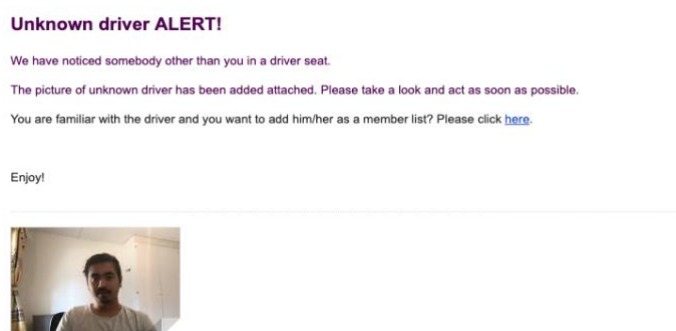 Unknown driver ALERT!
We have noticed somebody other than you in a driver seat.
The picture of unknown driver has been added attached. Please take a look and act as soon as possible.
You are familiar with the driver and you want to add him/her as a member list? Please click here.
Enjoy!